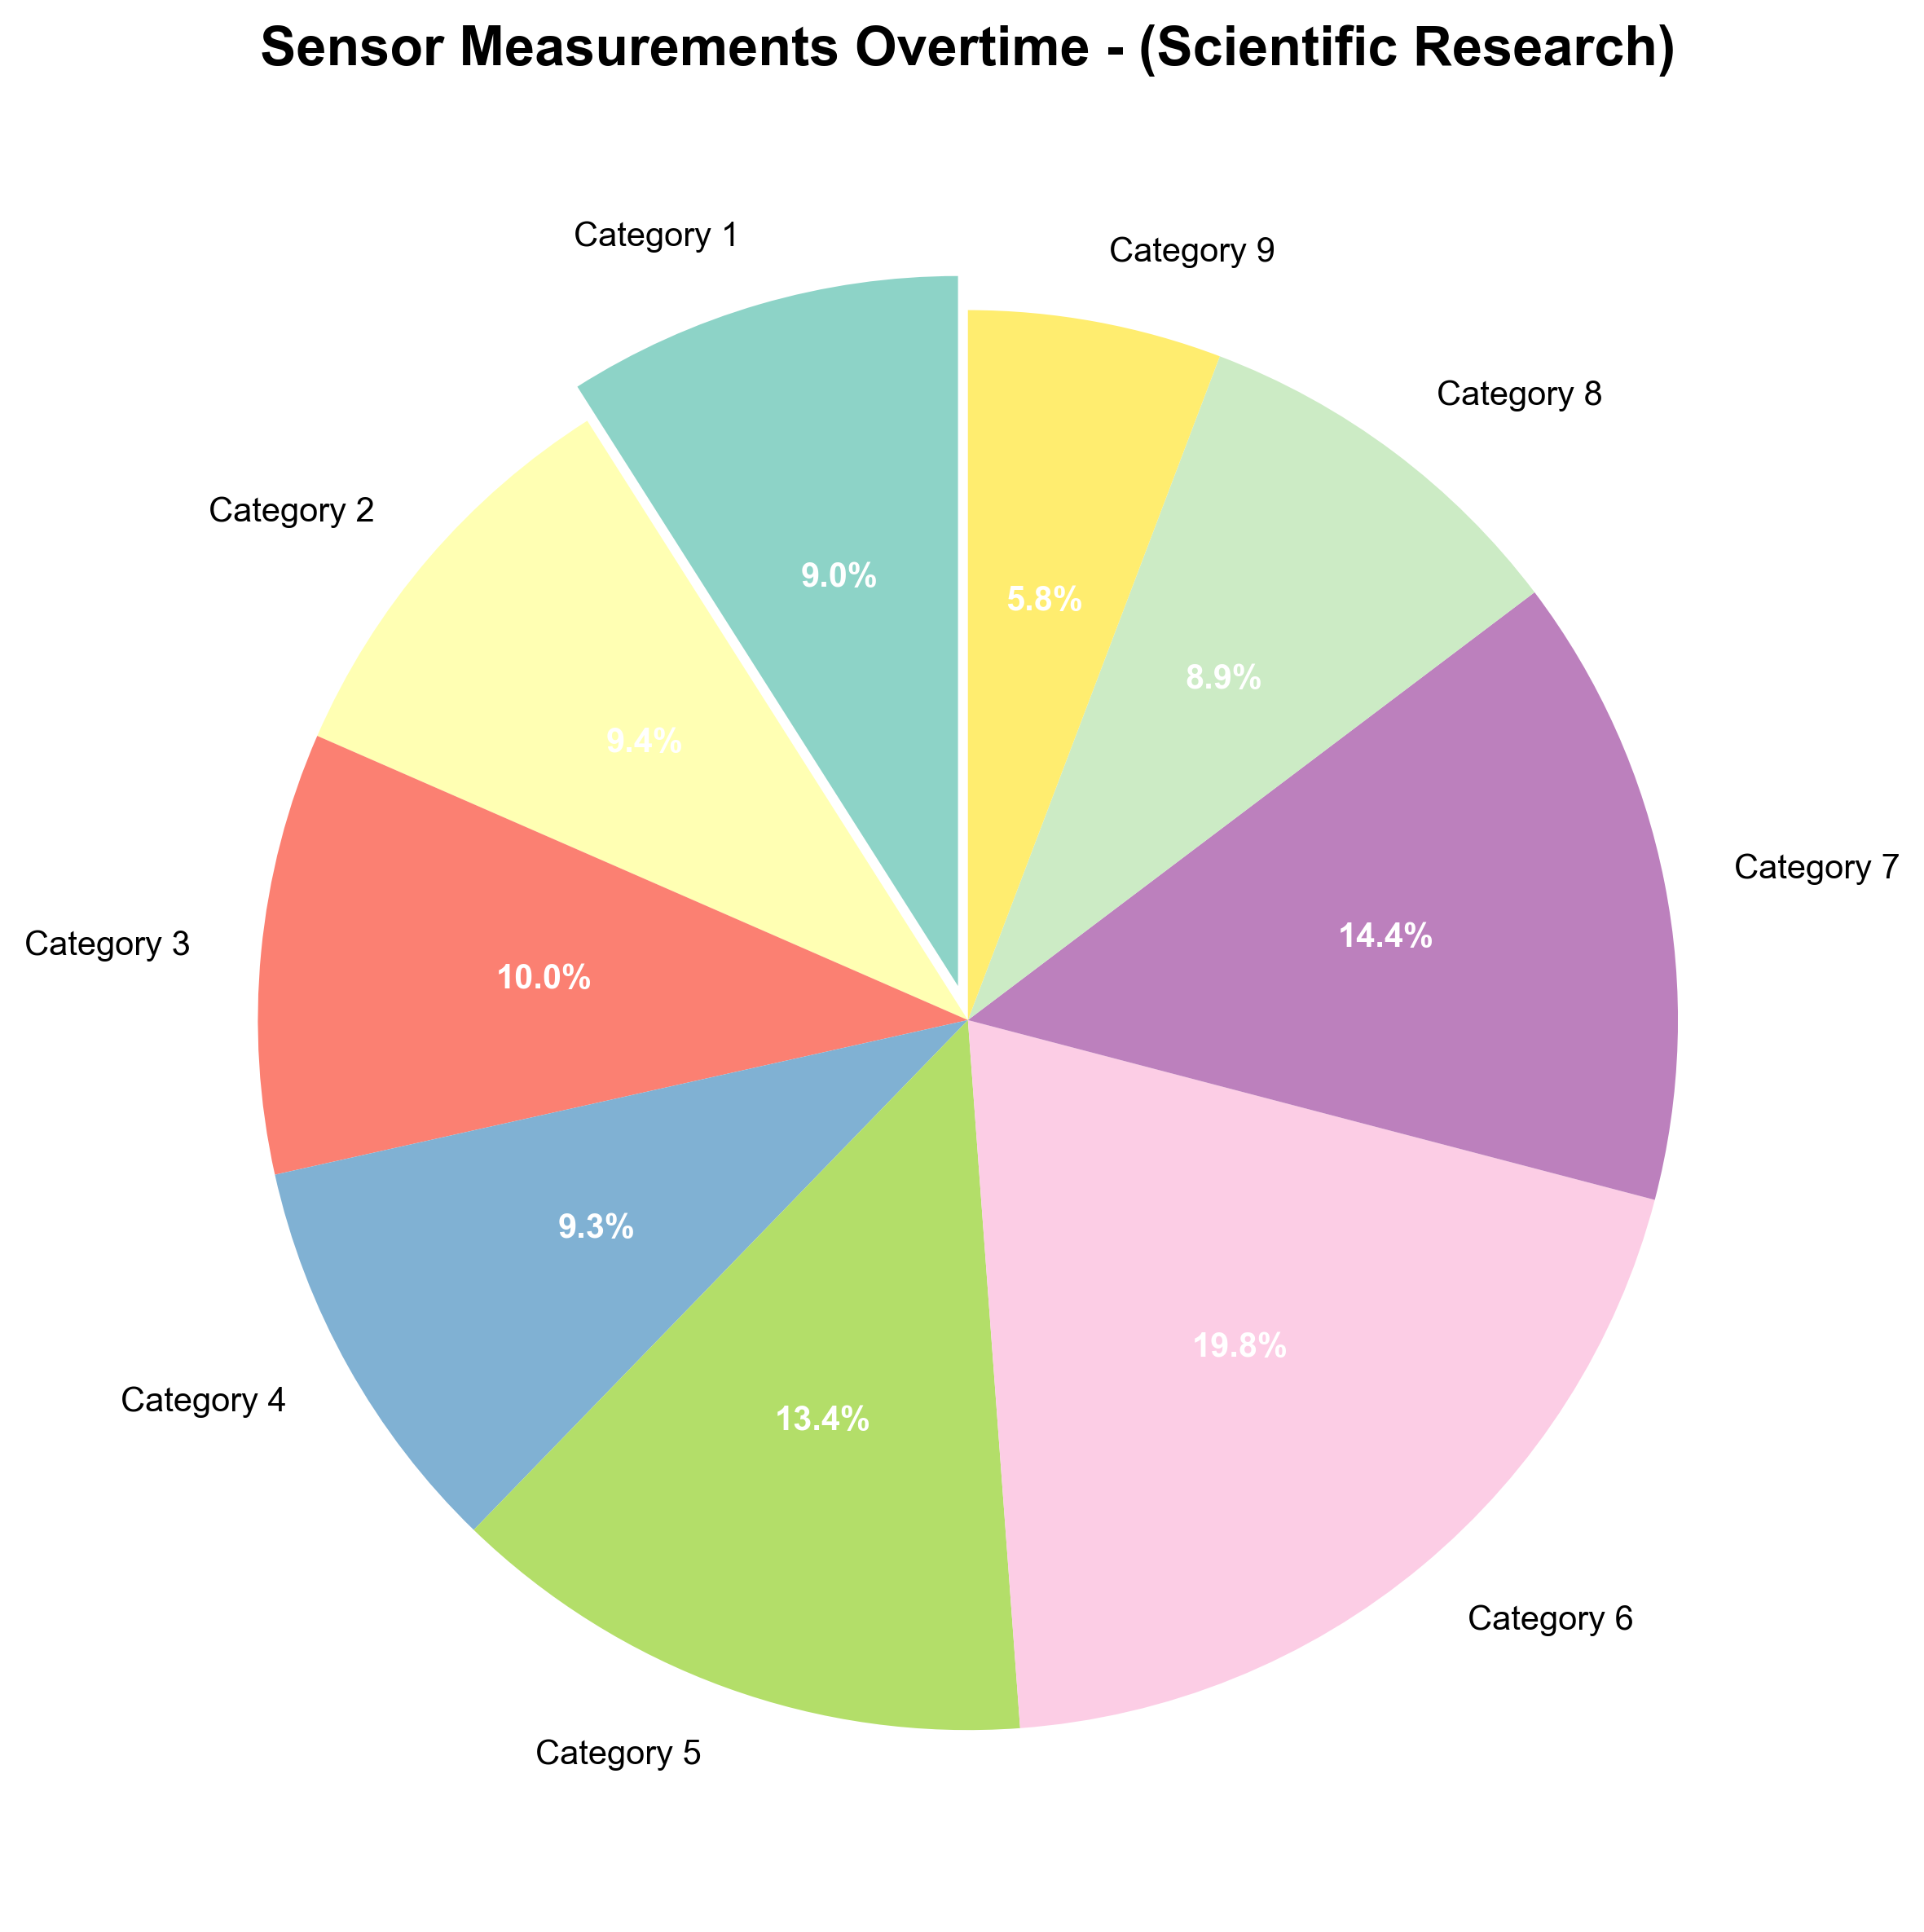 Sensor Measurements Overtime - (Scientific Research)
Category 1
Category 9
Category 8
Category 2
9.0%
5.8%
8.9%
9.4%
Category 7
14.4%
Category 3
10.0%
9.3%
19.8%
Category 4
13.4%
Category 6
Category 5